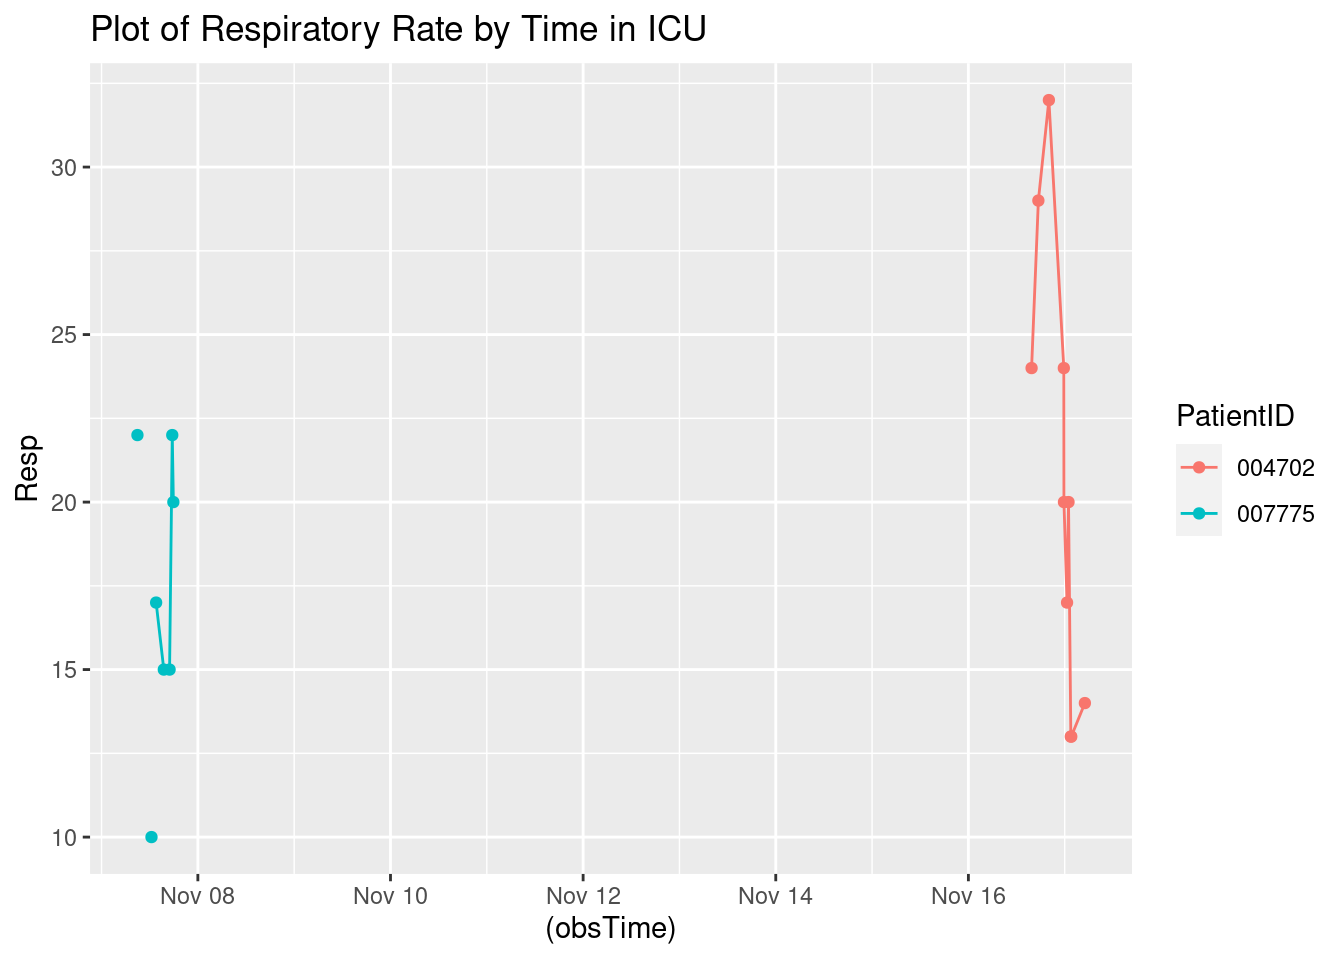 Plot of Respiratory Rate by Time in ICU
30
25
20
15
10
Resp
Nov 08
Nov 10
Nov 12
Nov 14
Nov 16
(obsTime)
PatientID
004702
007775